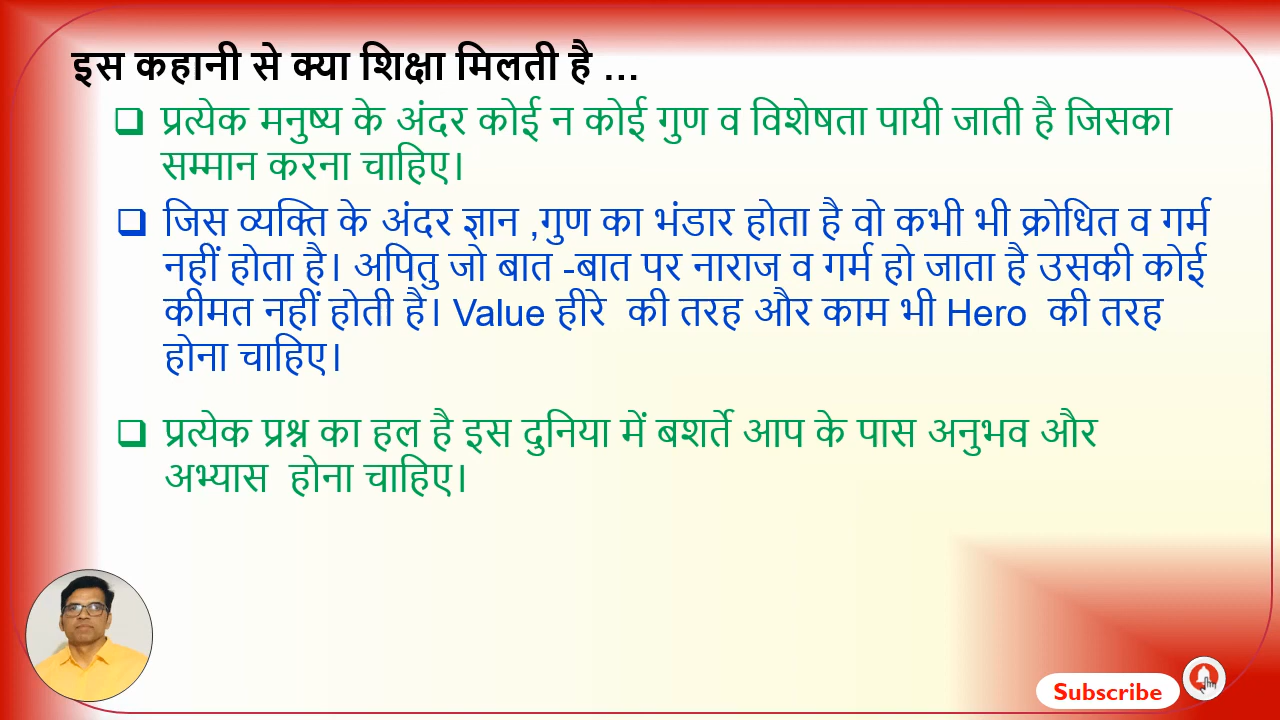 इस कहानी से क्या शिक्षा मिलती है ...
प्रत्येक मनुष्य के अंदर कोई न कोई गुण व विशेषता पायी जाती है जिसका
सम्मान करना चाहिए।
जिस व्यक्ति के अंदर ज्ञान ,गुण का भंडार होता है वो कभी भी क्रोधित व गर्म
नहीं होता है। अपितु जो बात -बात पर नाराज व गर्म हो जाता है उसकी कोई
कीमत नहीं होती है। Value हीरे की तरह और काम भी Hero की तरह
होना चाहिए।
प्रत्येक प्रश्न का हल है इस दुनिया में बशर्ते आप के पास अनुभव और
अभ्यास होना चाहिए।
Subscribe